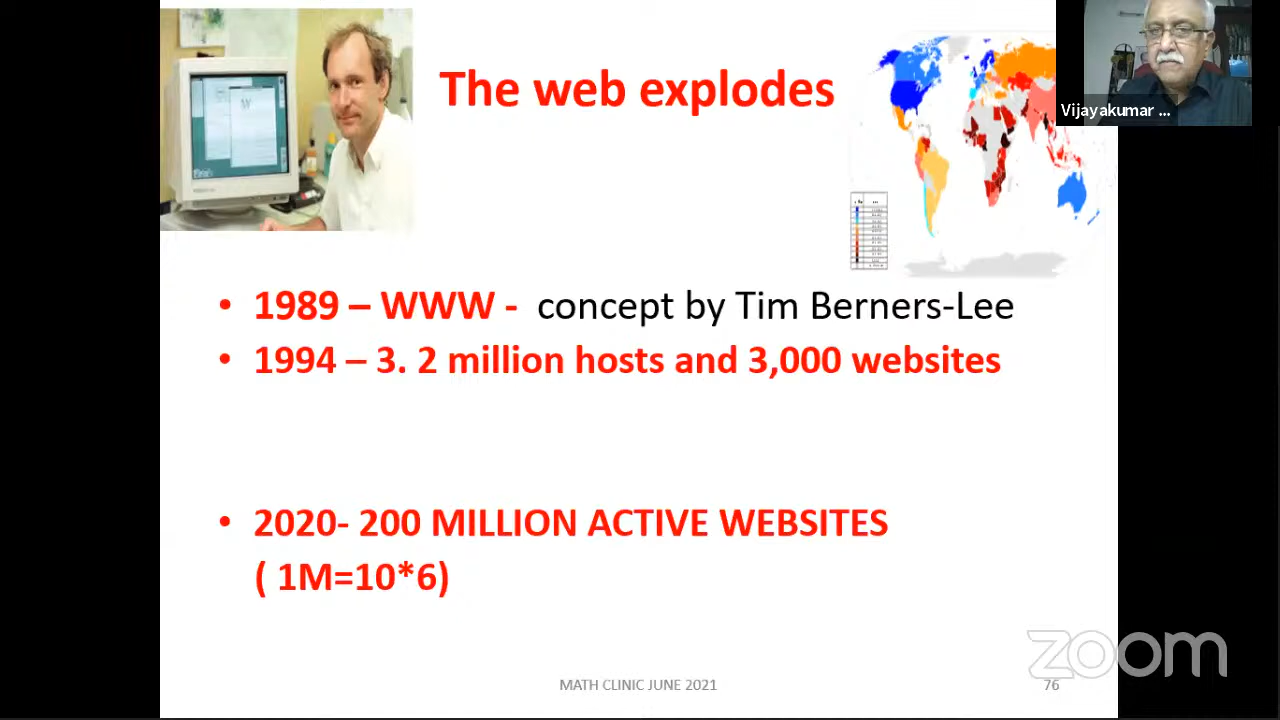 The web explodes
Vijayakumar ...
• 1989 – WWW - concept by Tim Berners-Lee
• 1994 – 3. 2 million hosts and 3,000 websites
• 2020- 200 MILLION ACTIVE WEBSITES
( 1M=10*6)
zoom
MATH CLINIC JUNE 2021
76